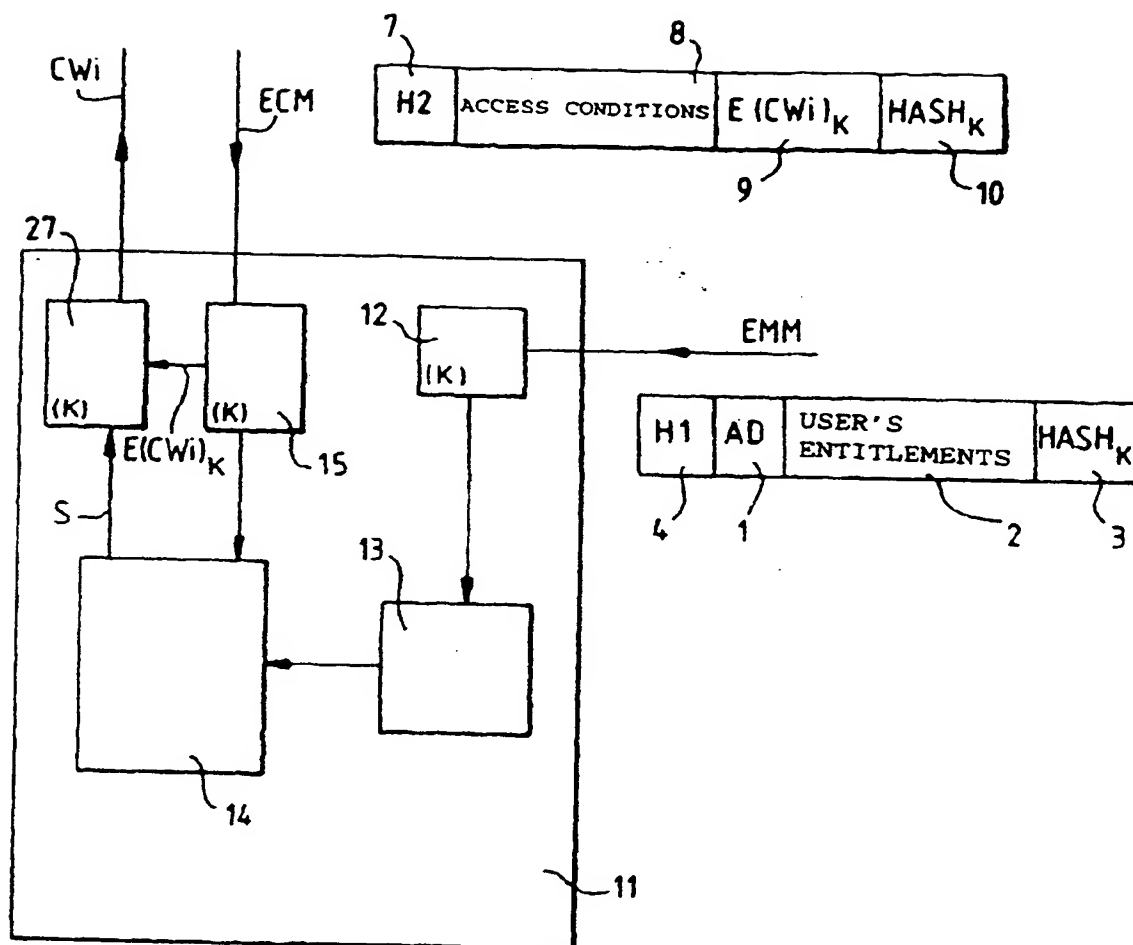 7
8
CWi
ECM
H2 ACCESS CONDITIONS E(CWi)K HASHK
9
10
27
12
EMM
(K)
(K)
(K)
E(CWi)K
15
H1 AD USER'S ENTITLEMENTS HASHK
S
4
1
2
3
13
14
11